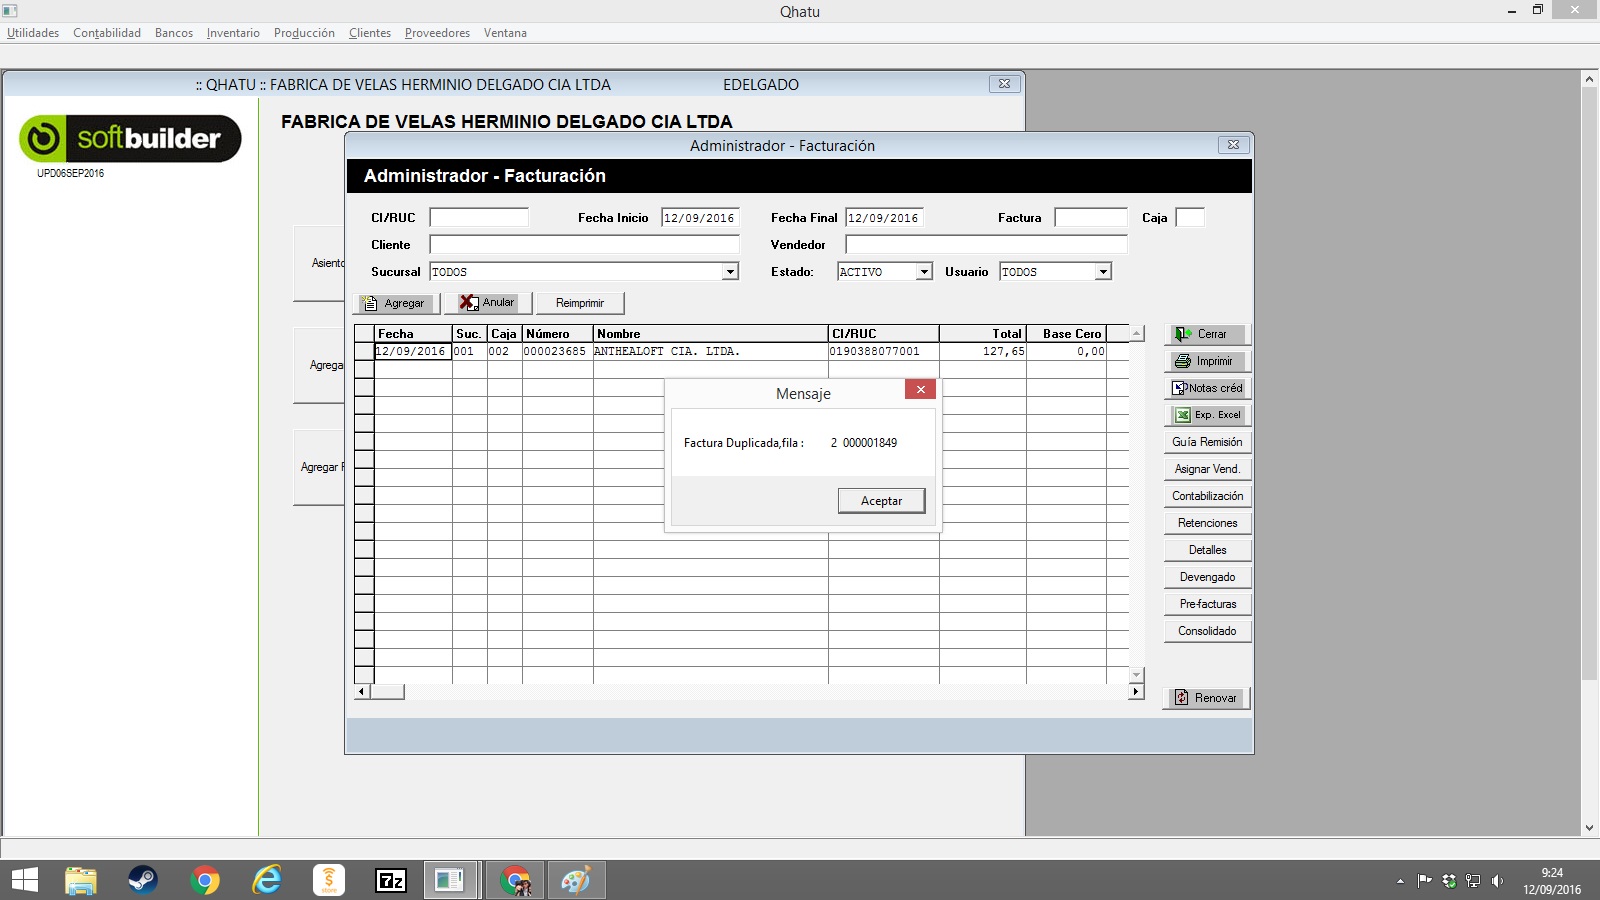 Qhatu
Utilidades Contabilidad Bancos Inventario Producción Clientes Proveedores Ventana
:: QHATU :: FABRICA DE VELAS HERMINIO DELGADO CIA LTDA EDELGADO
softbuilder
UPD06SEP2016
FABRICA DE VELAS HERMINIO DELGADO CIA LTDA
Administrador - Facturación
Administrador - Facturación
CI/RUC Fecha Inicio 12/09/2016 Fecha Final 12/09/2016 Factura Caja
Cliente Vendedor
Sucursal TODOS Estado: ACTIVO Usuario TODOS
Agregar Anular Reimprimir
Fecha Suc. Caja Número Nombre CI/RUC Total Base Cero
12/09/2016 001 002 000023685 ANTHEALOFT CIA. LTDA. 0190388077001 127,65 0,00
Asiento
Agregar
Agregar F
Mensaje
Factura Duplicada,fila : 2 000001849
Aceptar
Cerrar
Imprimir
Notas créd
Exp. Excel
Guía Remisión
Asignar Vend.
Contabilización
Retenciones
Detalles
Devengado
Pre-facturas
Consolidado
Renovar
store
7z
9:24
12/09/2016